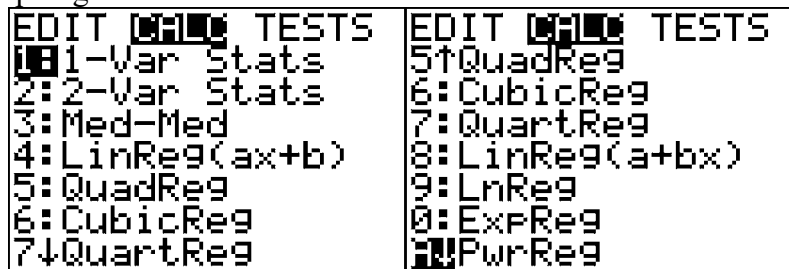 EDIT CALC TESTS
1:1-Var Stats
2:2-Var Stats
3:Med-Med
4:LinReg(ax+b)
5:QuadReg
6:CubicReg
7↓QuartReg
EDIT CALC TESTS
5↑QuadReg
6:CubicReg
7:QuartReg
8:LinReg(a+bx)
9:LnReg
0:ExpReg
A↓PwrReg